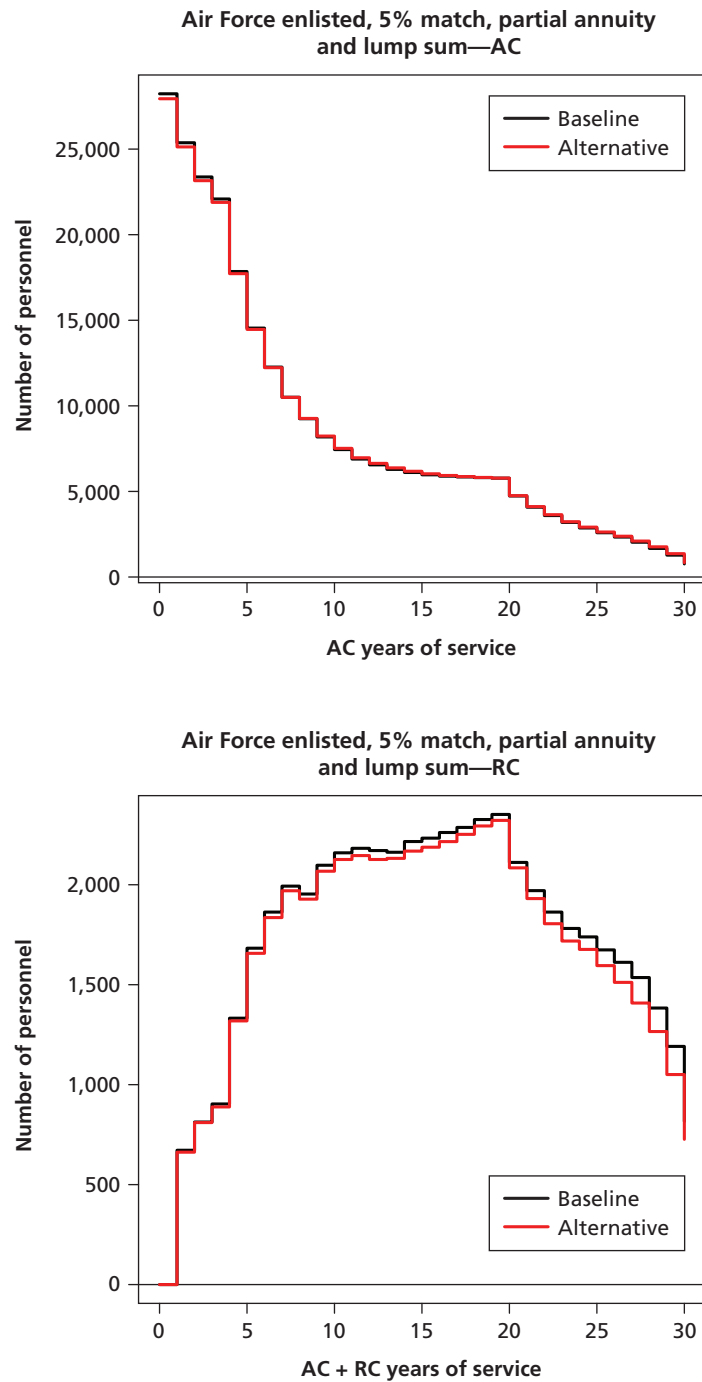 Air Force enlisted, 5% match, partial annuity
and lump sum—AC
Baseline
Alternative
25,000
20,000
15,000
10,000
5,000
0
Number of personnel
0 5 10 15 20 25 30
AC years of service
Air Force enlisted, 5% match, partial annuity
and lump sum—RC
2,000
1,500
1,000
500
0
Number of personnel
Baseline
Alternative
0 5 10 15 20 25 30
AC + RC years of service